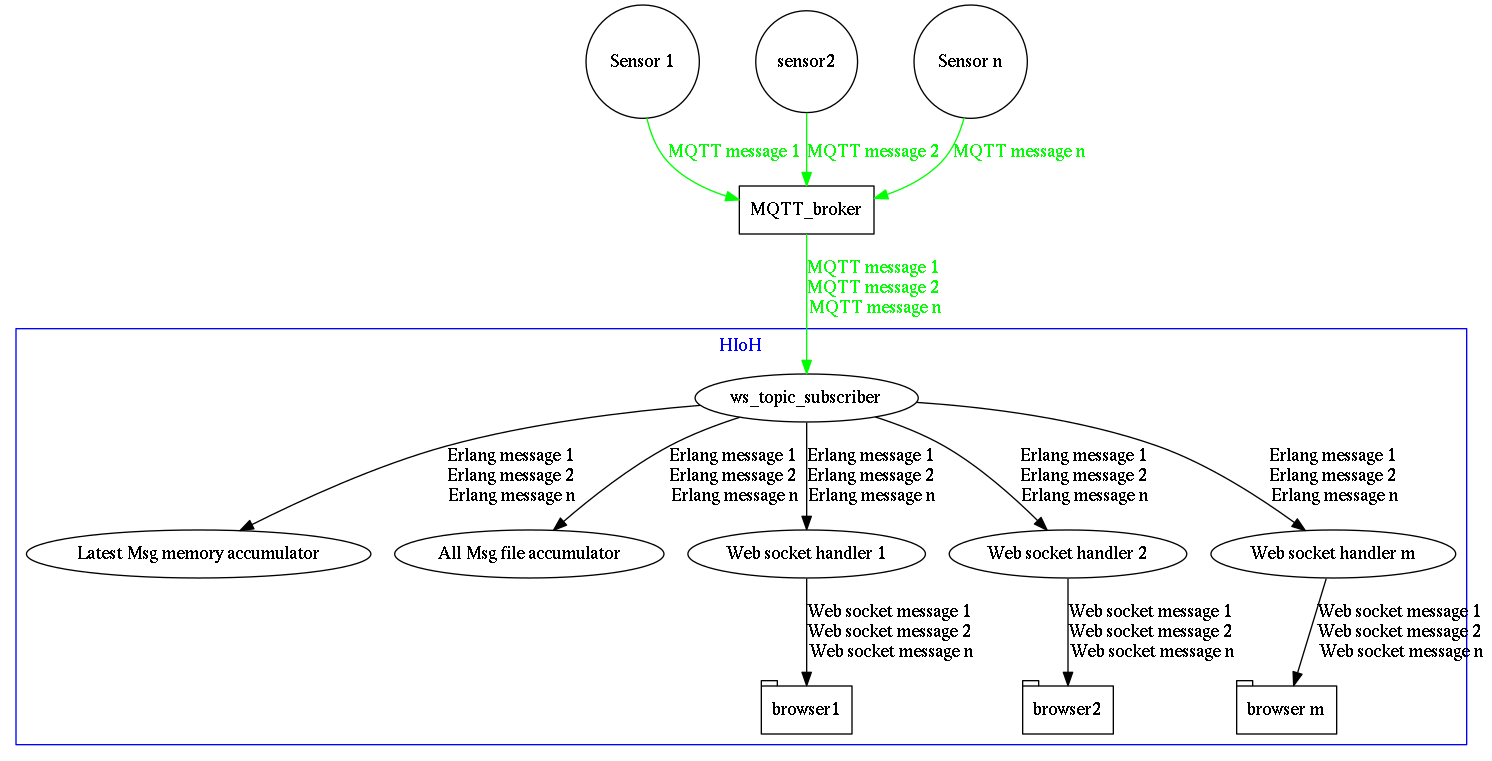 Sensor 1
sensor2
Sensor n
MQTT message 1
MQTT message 2
MQTT message n
MQTT_broker
MQTT message 1
MQTT message 2
MQTT message n
HIoH
ws_topic_subscriber
Erlang message 1
Erlang message 2
Erlang message n
Erlang message 1
Erlang message 2
Erlang message n
Erlang message 1
Erlang message 2
Erlang message n
Erlang message 1
Erlang message 2
Erlang message n
Erlang message 1
Erlang message 2
Erlang message n
Latest Msg memory accumulator
All Msg file accumulator
Web socket handler 1
Web socket handler 2
Web socket handler m
Web socket message 1
Web socket message 2
Web socket message n
Web socket message 1
Web socket message 2
Web socket message n
Web socket message 1
Web socket message 2
Web socket message n
browser1
browser2
browser m